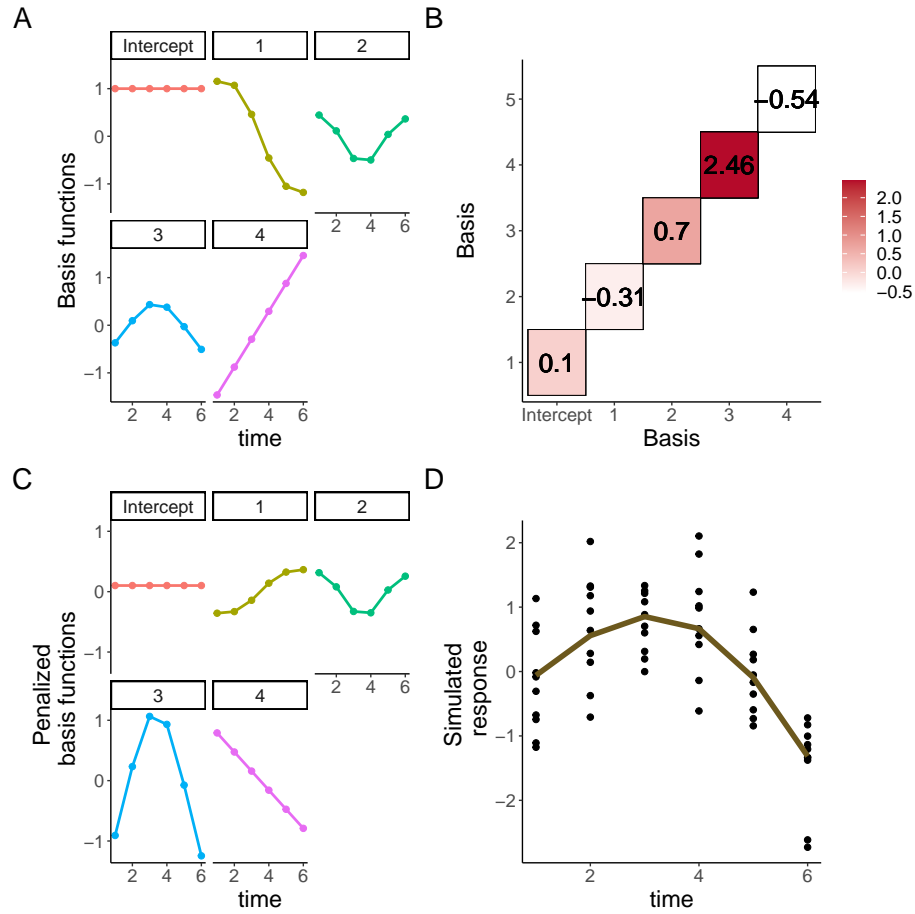 A
Intercept 1 2
1
0
−1
2 4 6
3 4
1
0
−1
2 4 6 2 4 6
Basis functions
time
B
5
4
3
2
1
−0.54
2.46
0.7
−0.31
0.1
Intercept 1 2 3 4
Basis
Basis
2.0
1.5
1.0
0.5
0.0
−0.5
C
Intercept 1 2
1
0
−1
2 4 6
3 4
1
0
−1
2 4 6 2 4 6
Penalized
basis functions
time
D
2
1
0
−1
−2
2 4 6
Simulated
response
time